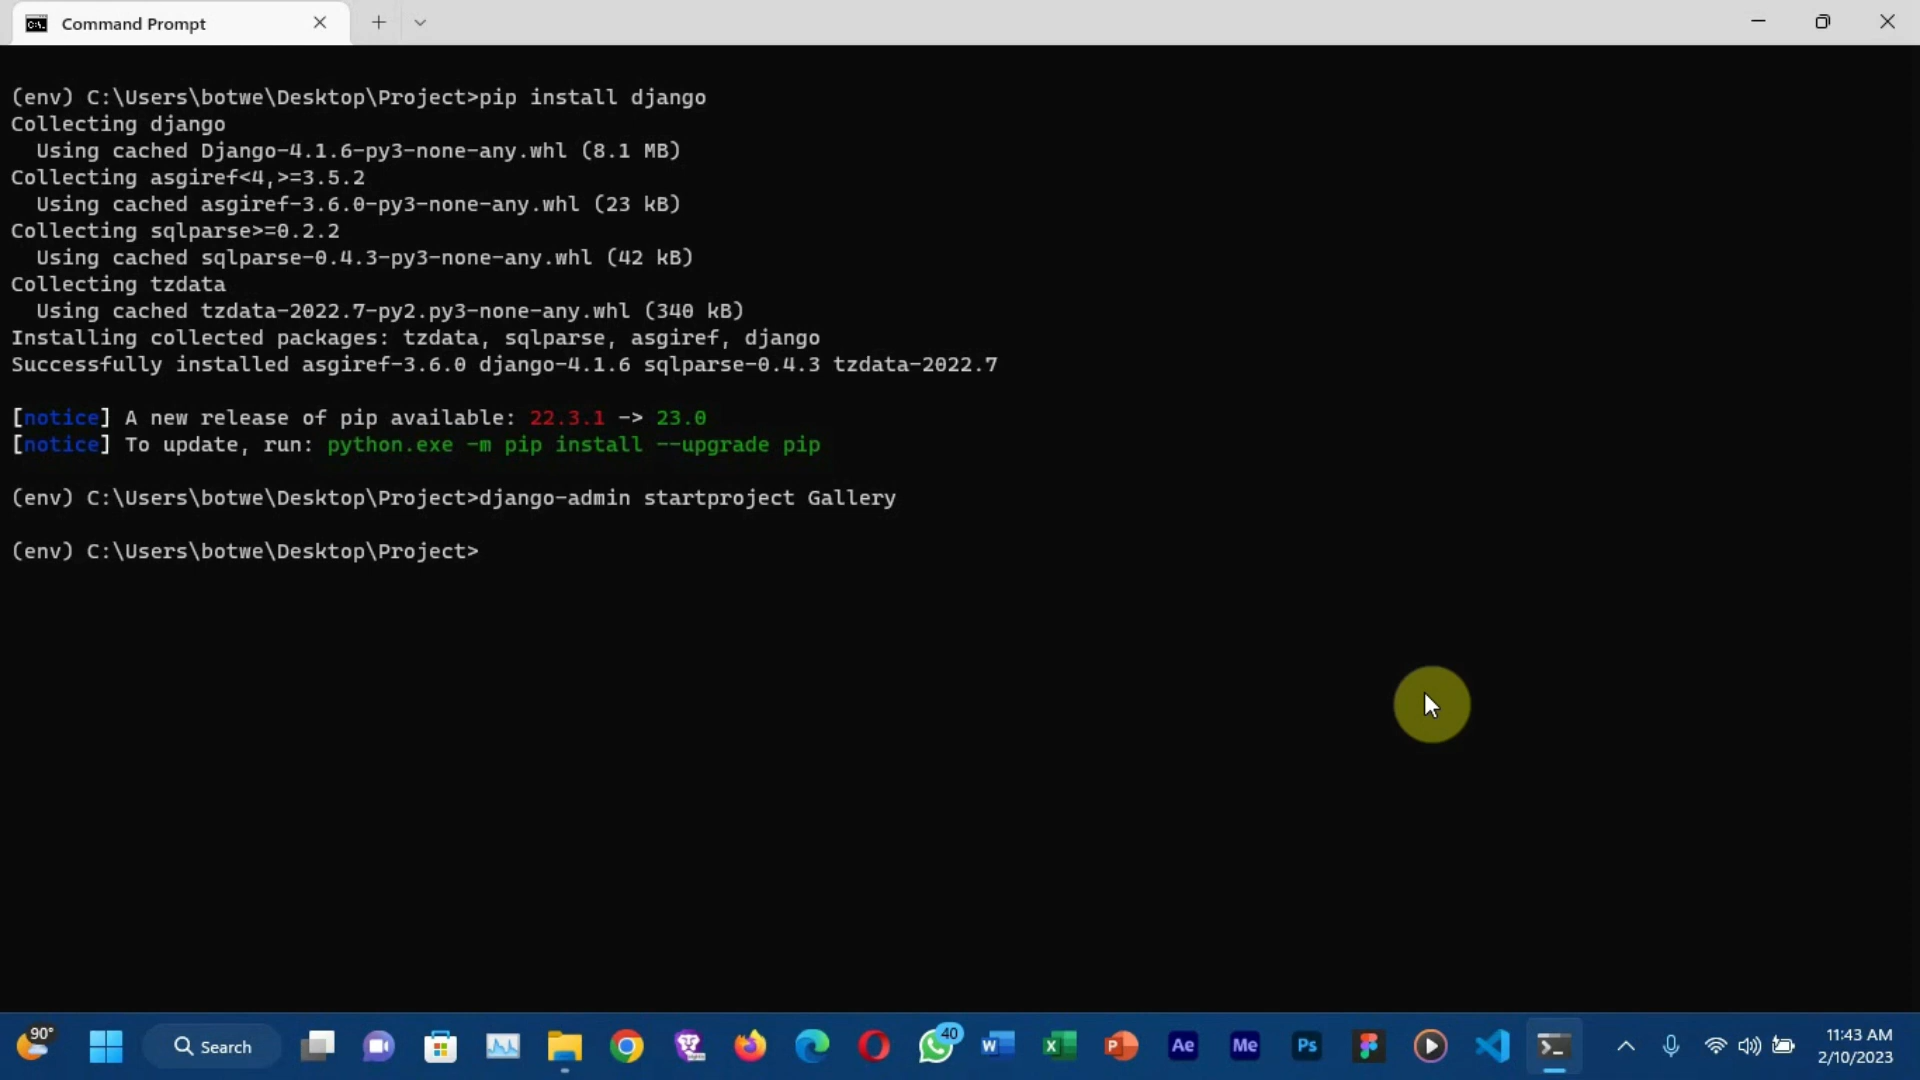 Command Prompt
(env) C:\Users\botwe\Desktop\Project>pip install django
Collecting django
  Using cached Django-4.1.6-py3-none-any.whl (8.1 MB)
Collecting asgiref<4,>=3.5.2
  Using cached asgiref-3.6.0-py3-none-any.whl (23 kB)
Collecting sqlparse>=0.2.2
  Using cached sqlparse-0.4.3-py3-none-any.whl (42 kB)
Collecting tzdata
  Using cached tzdata-2022.7-py2.py3-none-any.whl (340 kB)
Installing collected packages: tzdata, sqlparse, asgiref, django
Successfully installed asgiref-3.6.0 django-4.1.6 sqlparse-0.4.3 tzdata-2022.7
[notice] A new release of pip available: 22.3.1 -> 23.0
[notice] To update, run: python.exe -m pip install --upgrade pip
(env) C:\Users\botwe\Desktop\Project>django-admin startproject Gallery
(env) C:\Users\botwe\Desktop\Project>
90°
Search
40
W
X
P
Ae
Me
Ps
11:43 AM
2/10/2023